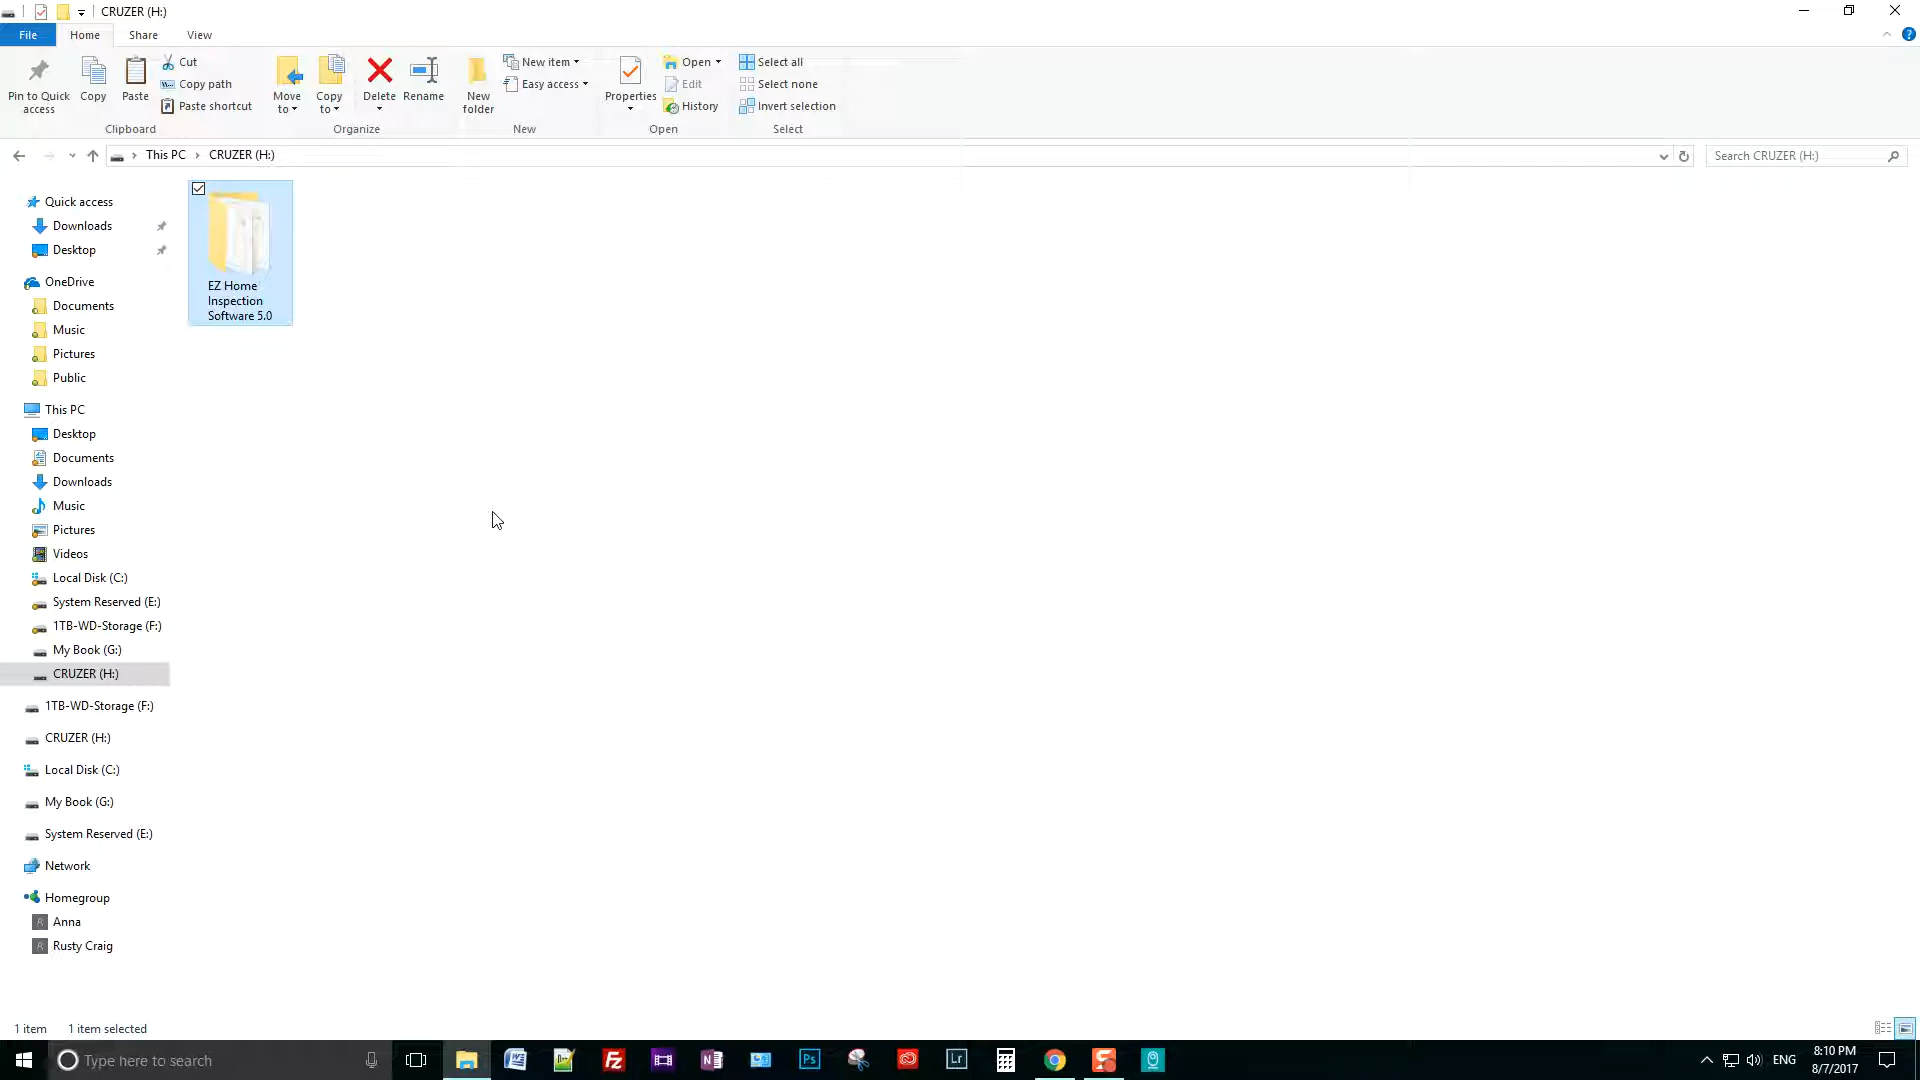 CRUZER (H:)
File Home Share View
Pin to Quick access
Copy
Paste
Cut
Copy path
Paste shortcut
Clipboard
Move to
Copy to
Delete
Rename
Organize
New folder
New item
Easy access
New
Properties
Open
Edit
History
Open
Select all
Select none
Invert selection
Select
This PC CRUZER (H:)
Search CRUZER (H:)
Quick access
Downloads
Desktop
OneDrive
Documents
Music
Pictures
Public
This PC
Desktop
Documents
Downloads
Music
Pictures
Videos
Local Disk (C:)
System Reserved (E:)
1TB-WD-Storage (F:)
My Book (G:)
CRUZER (H:)
1TB-WD-Storage (F:)
CRUZER (H:)
Local Disk (C:)
My Book (G:)
System Reserved (E:)
Network
Homegroup
Anna
Rusty Craig
EZ Home
Inspection
Software 5.0
1 item 1 item selected
Type here to search
Ps
Lr
ENG
8:10 PM
8/7/2017